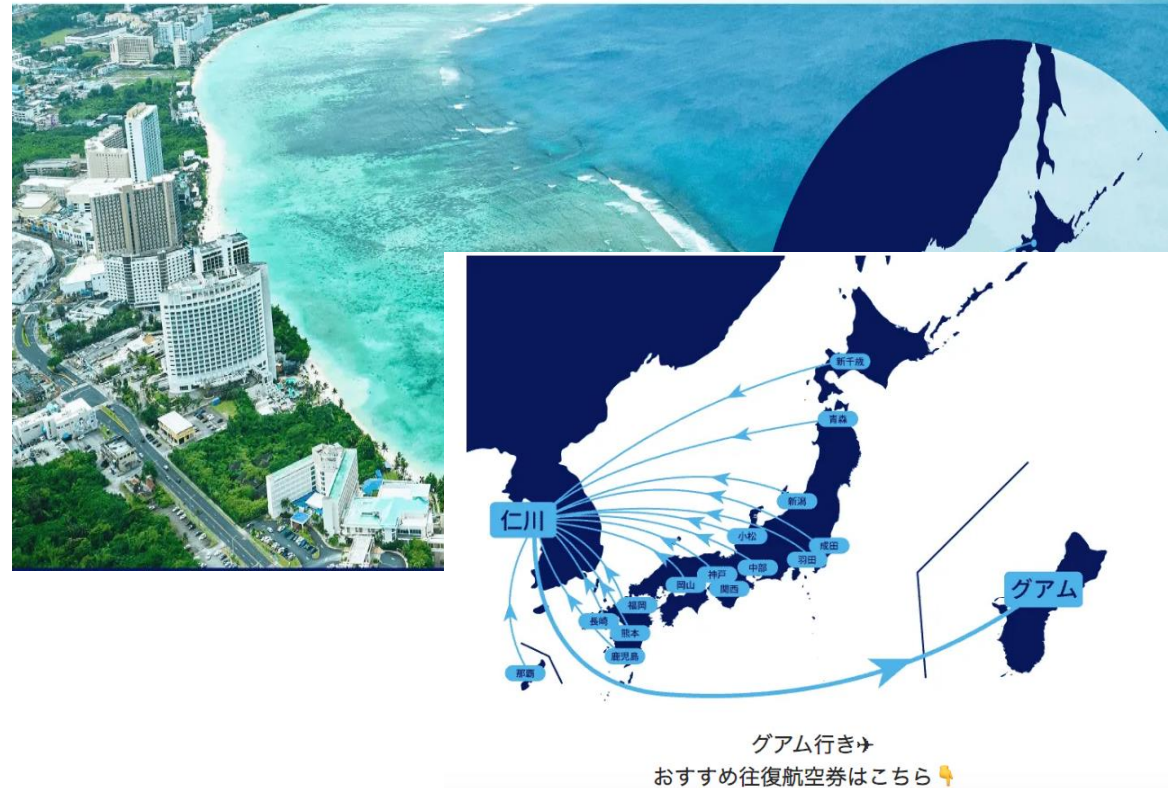 新千歳
青森
新潟
仁川
小松
成田
羽田
中部
神戸
岡山
関西
福岡
長崎
熊本
鹿児島
那覇
グアム
グアム行き✈
おすすめ往復航空券はこちら👇